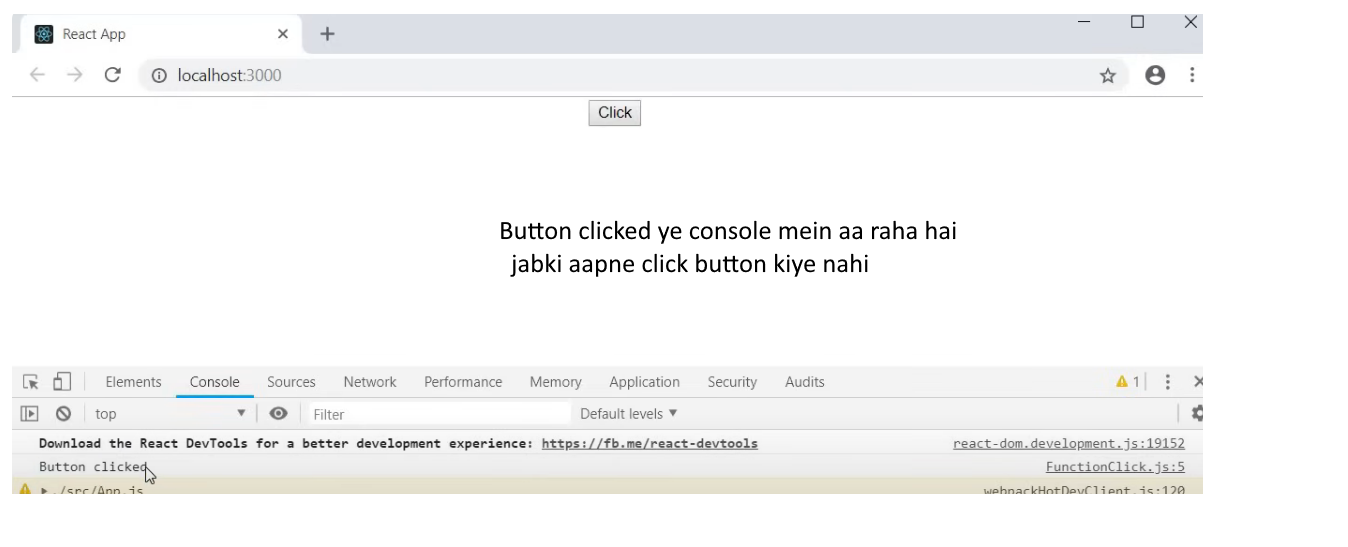 React App
localhost:3000
Click
Button clicked ye console mein aa raha hai
jabki aapne click button kiye nahi
Elements Console Sources Network Performance Memory Application Security Audits 1
top Filter Default levels
Download the React DevTools for a better development experience: https://fb.me/react-devtools react-dom.development.js:19152
Button clicked FunctionClick.js:5
./src/App.js webpackHotDevClient.js:120